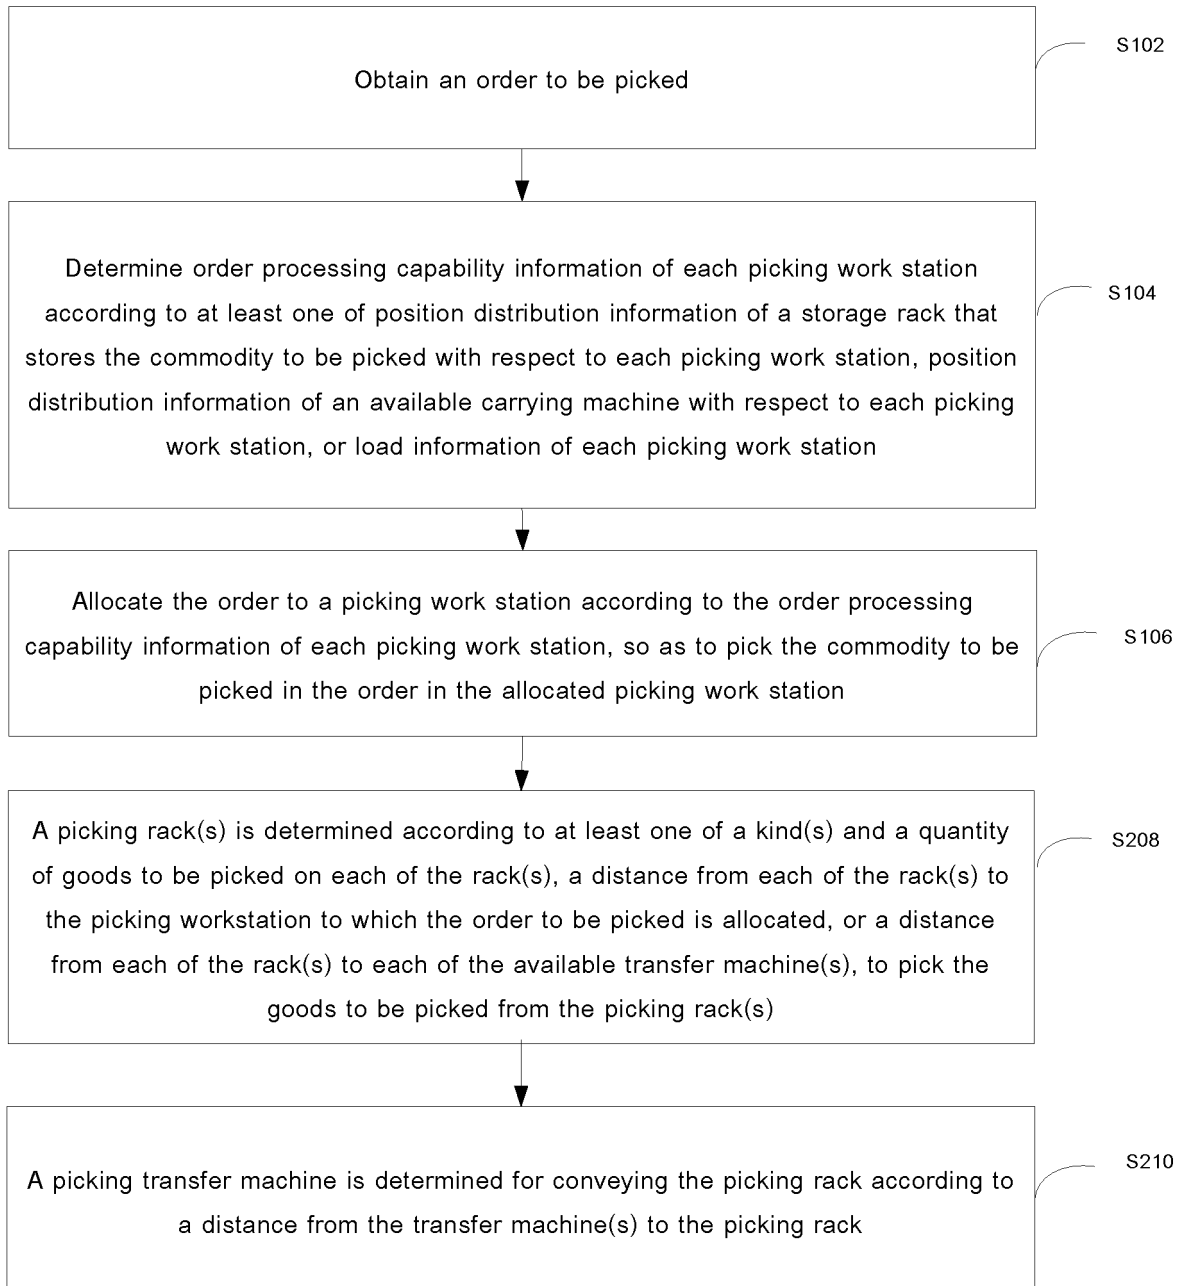 Obtain an order to be picked
S102
Determine order processing capability information of each picking work station
according to at least one of position distribution information of a storage rack that
stores the commodity to be picked with respect to each picking work station, position
distribution information of an available carrying machine with respect to each picking
work station, or load information of each picking work station
S104
Allocate the order to a picking work station according to the order processing
capability information of each picking work station, so as to pick the commodity to be
picked in the order in the allocated picking work station
S106
A picking rack(s) is determined according to at least one of a kind(s) and a quantity
of goods to be picked on each of the rack(s), a distance from each of the rack(s) to
the picking workstation to which the order to be picked is allocated, or a distance
from each of the rack(s) to each of the available transfer machine(s), to pick the
goods to be picked from the picking rack(s)
S208
A picking transfer machine is determined for conveying the picking rack according to
a distance from the transfer machine(s) to the picking rack
S210